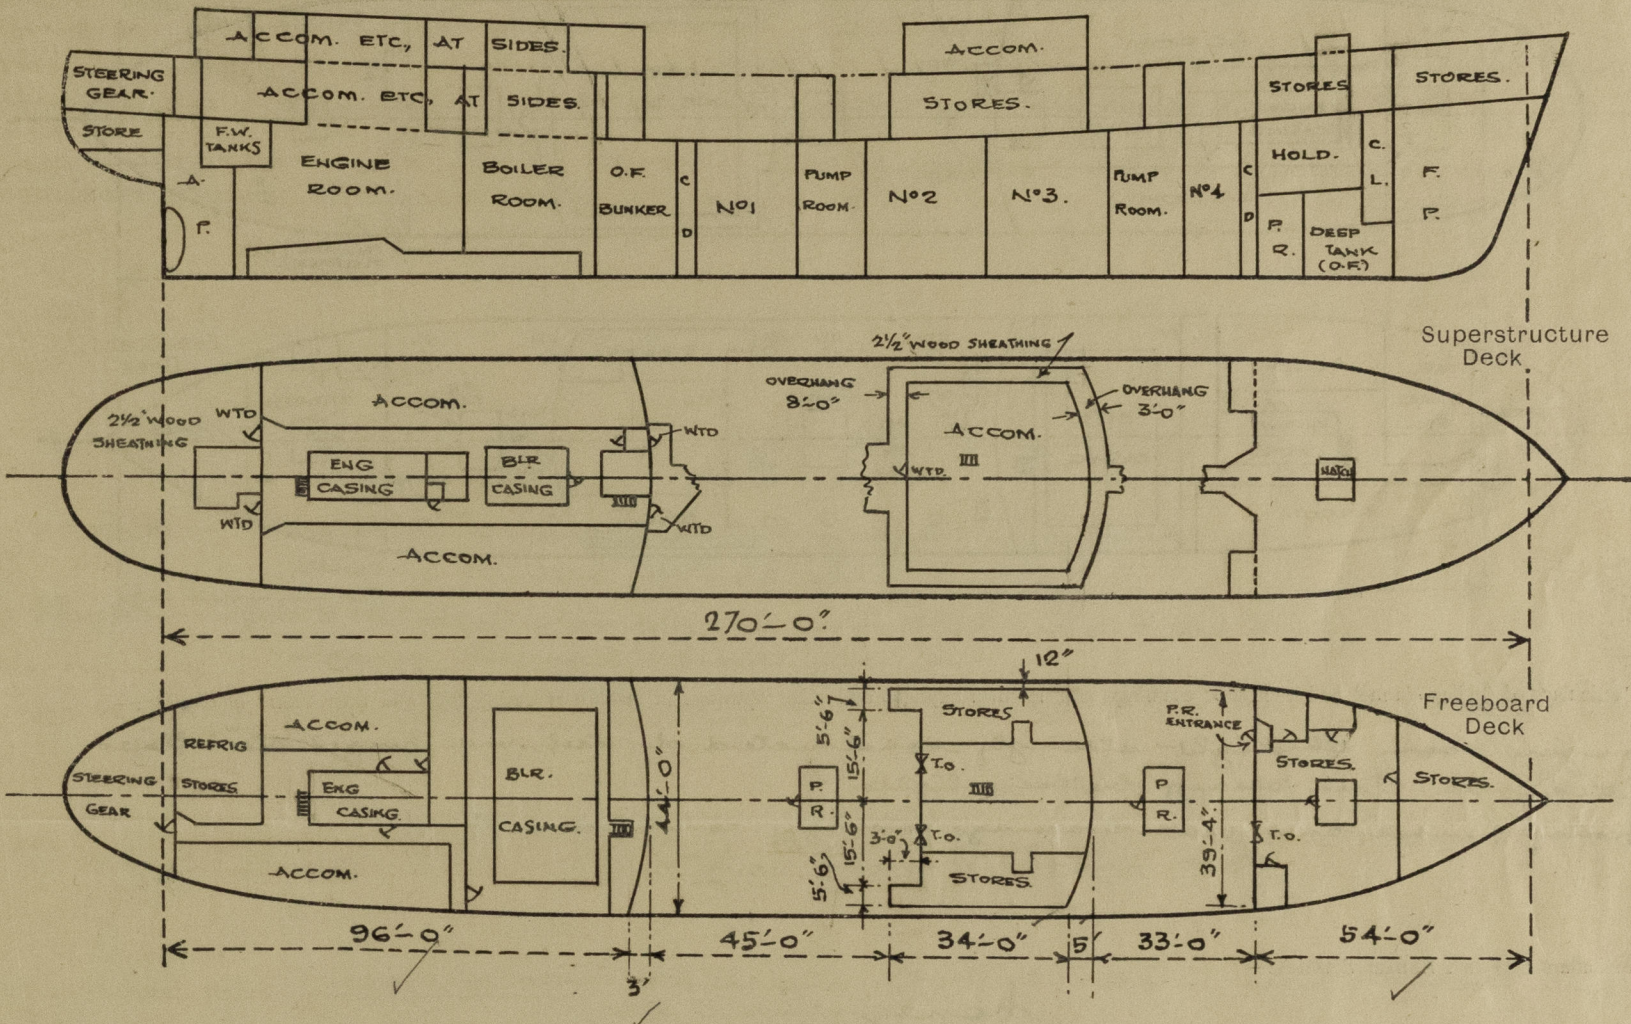 ACCOM. ETC, AT SIDES.
ACCOM.
STEERING
GEAR.
ACCOM. ETC, AT SIDES.
STORES.
STORES
STORES.
STORE
F.W.
TANKS
ENGINE
ROOM.
BOILER
ROOM.
O.F.
BUNKER
C
D
Nº1
PUMP
ROOM.
Nº2
Nº3.
PUMP
ROOM.
Nº4
C
D
HOLD.
C.
L.
F.
P.
A.
P.
P.
R.
DEEP
TANK
(O.F.)
Superstructure
Deck
2½" WOOD SHEATHING
OVERHANG
8'-0"
OVERHANG
3'-0"
ACCOM.
2½" WOOD
SHEATHING
WTD
WTD
ACCOM.
WTD.
ENG
CASING
BLR
CASING
HATCH
WTD
WTD
ACCOM.
270'-0"
12"
Freeboard
Deck
ACCOM.
REFRIG
STORES
STEERING
GEAR
ENG
CASING.
BLR.
CASING.
ACCOM.
44'-0"
P.
R.
5'-6"
15'-6"
15'-6"
5'-6"
3'-0"
STORES
T.O.
T.O.
STORES.
P
R.
39'-4"
P.R.
ENTRANCE
STORES.
T.O.
STORES.
96'-0"
3'
45'-0"
34'-0"
5'
33'-0"
54'-0"